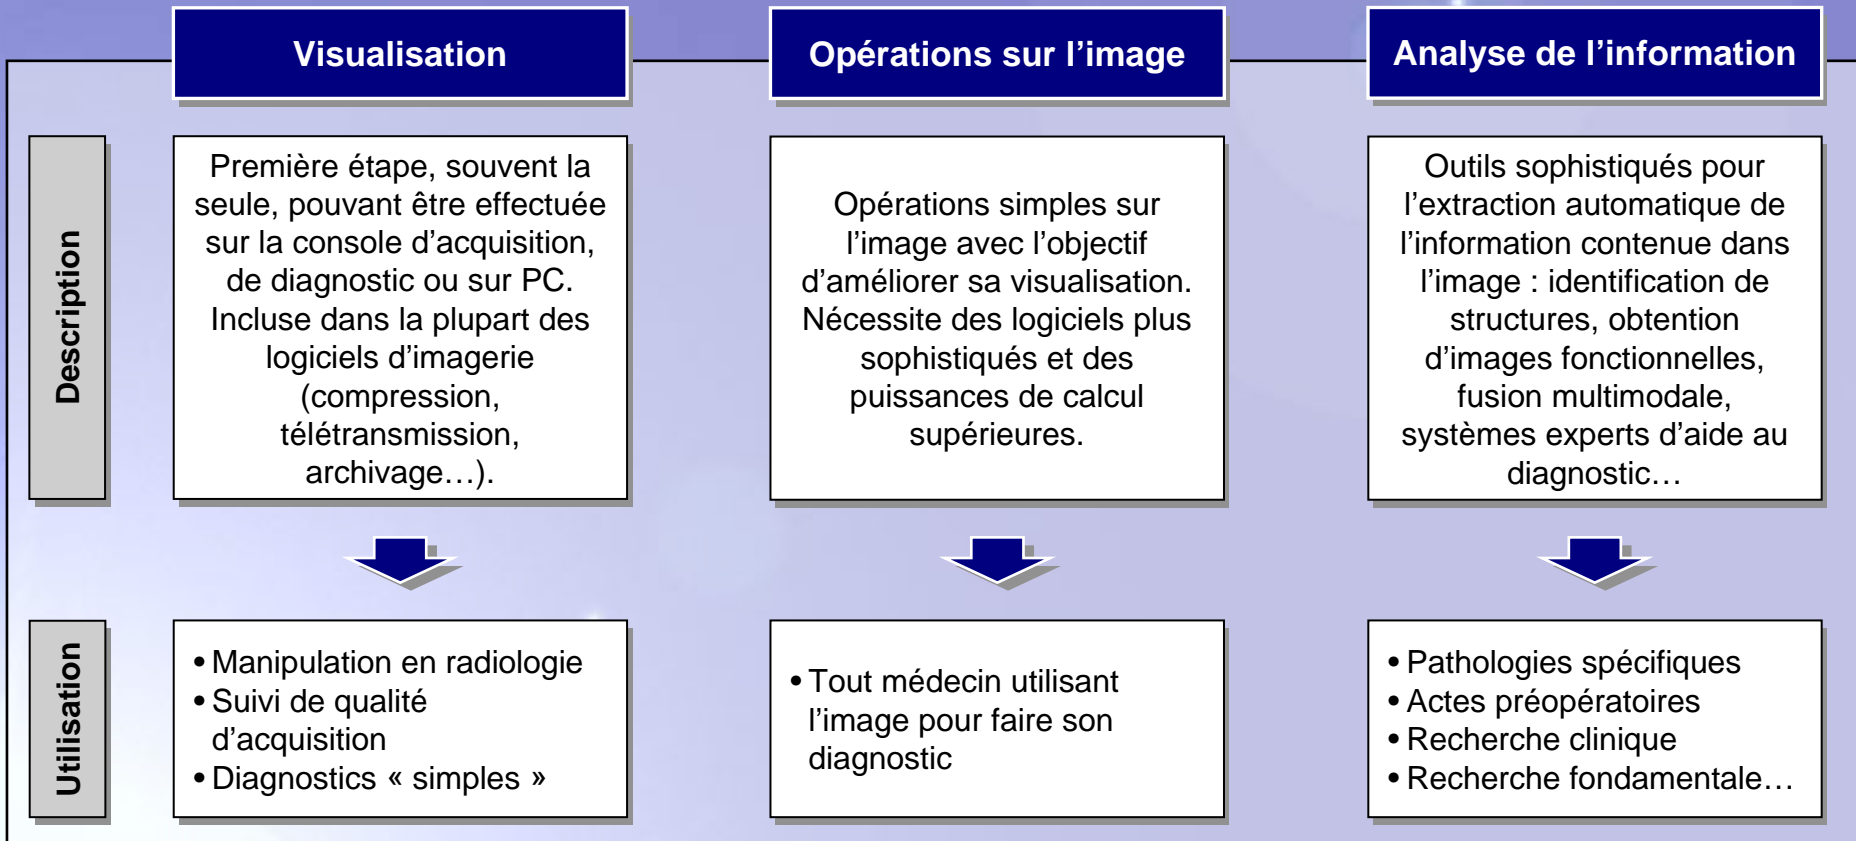 Visualisation
Opérations sur l’image
Analyse de l’information
Description
Première étape, souvent la
seule, pouvant être effectuée
sur la console d’acquisition,
de diagnostic ou sur PC.
Incluse dans la plupart des
logiciels d’imagerie
(compression,
télétransmission,
archivage…).
Opérations simples sur
l’image avec l’objectif
d’améliorer sa visualisation.
Nécessite des logiciels plus
sophistiqués et des
puissances de calcul
supérieures.
Outils sophistiqués pour
l’extraction automatique de
l’information contenue dans
l’image : identification de
structures, obtention
d’images fonctionnelles,
fusion multimodale,
systèmes experts d’aide au
diagnostic…
Utilisation
• Manipulation en radiologie
• Suivi de qualité
d’acquisition
• Diagnostics « simples »
• Tout médecin utilisant
l’image pour faire son
diagnostic
• Pathologies spécifiques
• Actes préopératoires
• Recherche clinique
• Recherche fondamentale…